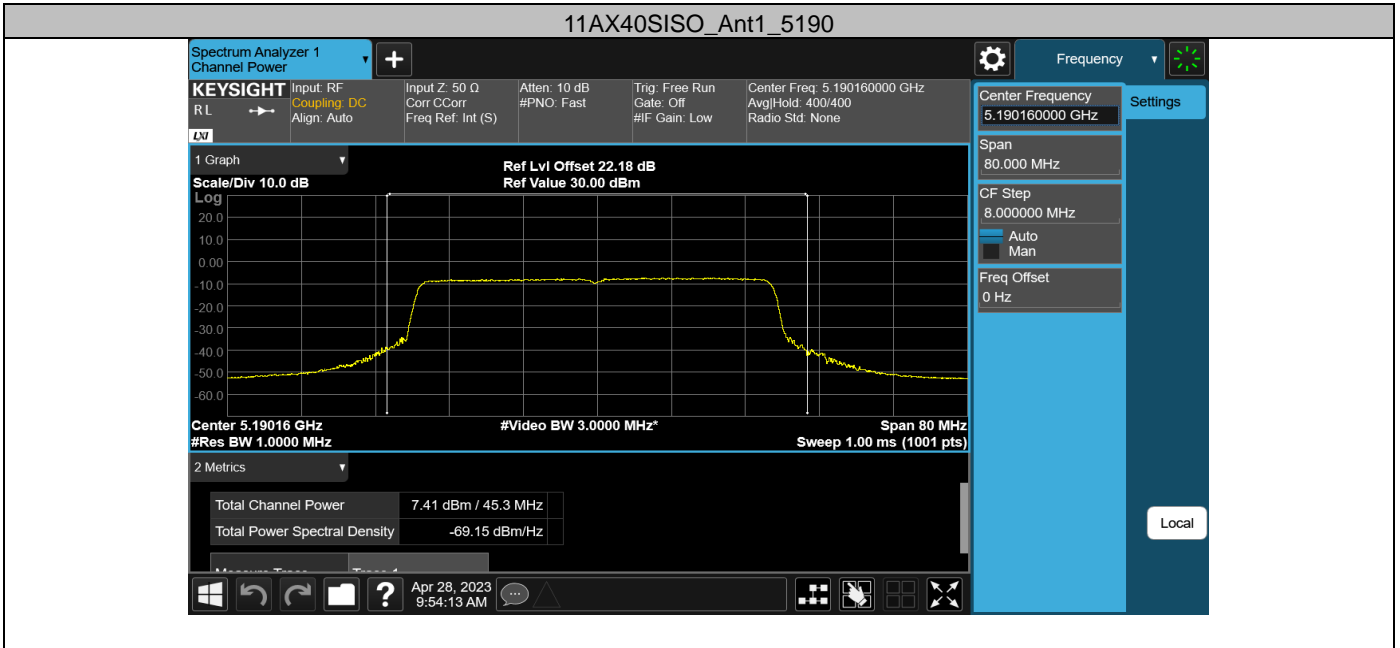 11AX40SISO_Ant1_5190
Spectrum Analyzer 1
Channel Power
+
Frequency
KEYSIGHT
R L
LXI
Input: RF
Coupling: DC
Align: Auto
Input Z: 50 Ω
Corr CCorr
Freq Ref: Int (S)
Atten: 10 dB
#PNO: Fast
Trig: Free Run
Gate: Off
#IF Gain: Low
Center Freq: 5.190160000 GHz
Avg|Hold: 400/400
Radio Std: None
Center Frequency
5.190160000 GHz
Settings
Span
80.000 MHz
CF Step
8.000000 MHz
Auto
Man
Freq Offset
0 Hz
Local
1 Graph
Scale/Div 10.0 dB
Ref Lvl Offset 22.18 dB
Ref Value 30.00 dBm
Log
20.0
10.0
0.00
-10.0
-20.0
-30.0
-40.0
-50.0
-60.0
Center 5.19016 GHz
#Video BW 3.0000 MHz*
Span 80 MHz
#Res BW 1.0000 MHz
Sweep 1.00 ms (1001 pts)
2 Metrics
Total Channel Power 7.41 dBm / 45.3 MHz
Total Power Spectral Density -69.15 dBm/Hz
Measure Trace Trace 1
?
Apr 28, 2023
9:54:13 AM